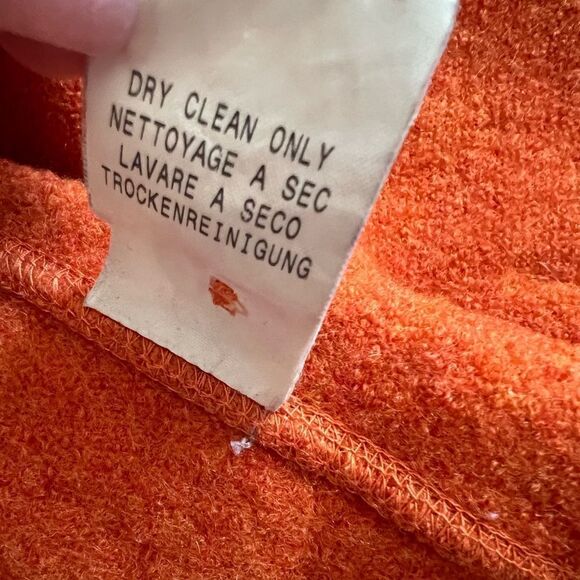 DRY CLEAN ONLY
NETTOYAGE A SEC
LAVARE A SECO
TROCKENREINIGUNG